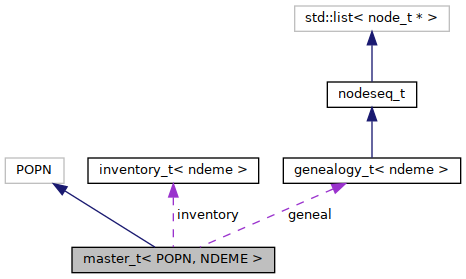 std::list< node_t * >
nodeseq_t
POPN
inventory_t< ndeme >
genealogy_t< ndeme >
inventory
geneal
master_t< POPN, NDEME >